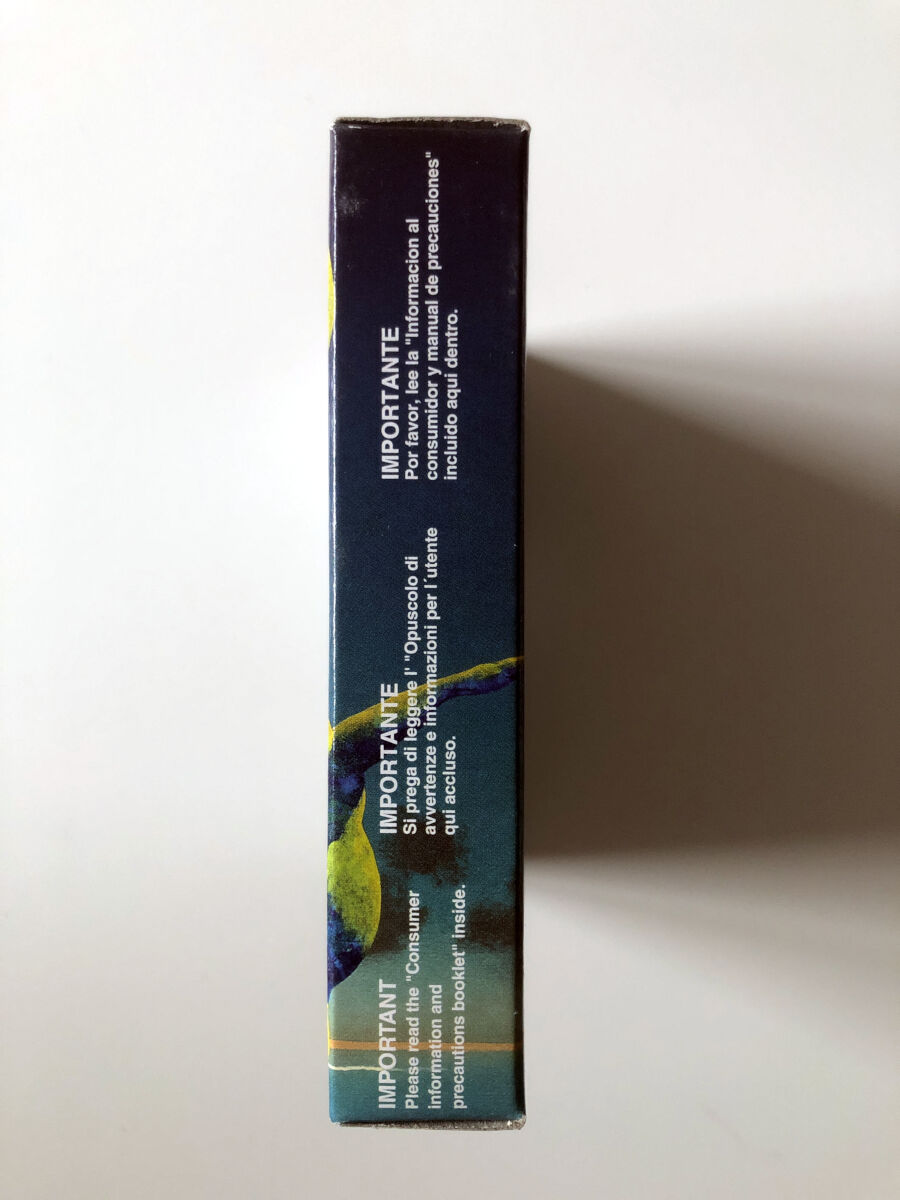 IMPORTANT
Please read the "Consumer
information and
precautions booklet" inside.
IMPORTANTE
Si prega di leggere l' "Opuscolo di
avvertenze e informazioni per l´utente
qui accluso.
IMPORTANTE
Por favor, lee la "Informacion al
consumidor y manual de precauciones"
incluido aqui dentro.